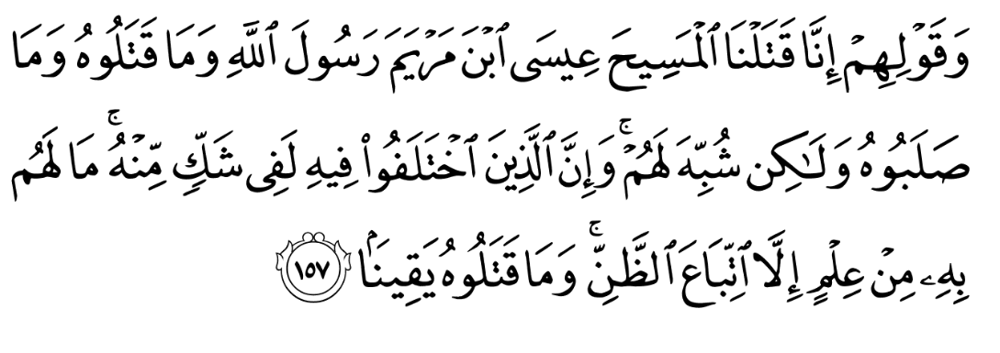 وَقَوْلِهِمْ إِنَّا قَتَلْنَا ٱلْمَسِيحَ عِيسَى ٱبْنَ مَرْيَمَ رَسُولَ ٱللَّهِ وَمَا قَتَلُوهُ وَمَا
صَلَبُوهُ وَلَـٰكِن شُبِّهَ لَهُمْ ۚ وَإِنَّ ٱلَّذِينَ ٱخْتَلَفُوا۟ فِيهِ لَفِى شَكٍّ مِّنْهُ ۚ مَا لَهُم
بِهِۦ مِنْ عِلْمٍ إِلَّا ٱتِّبَاعَ ٱلظَّنِّ ۚ وَمَا قَتَلُوهُ يَقِينًۢا ١٥٧